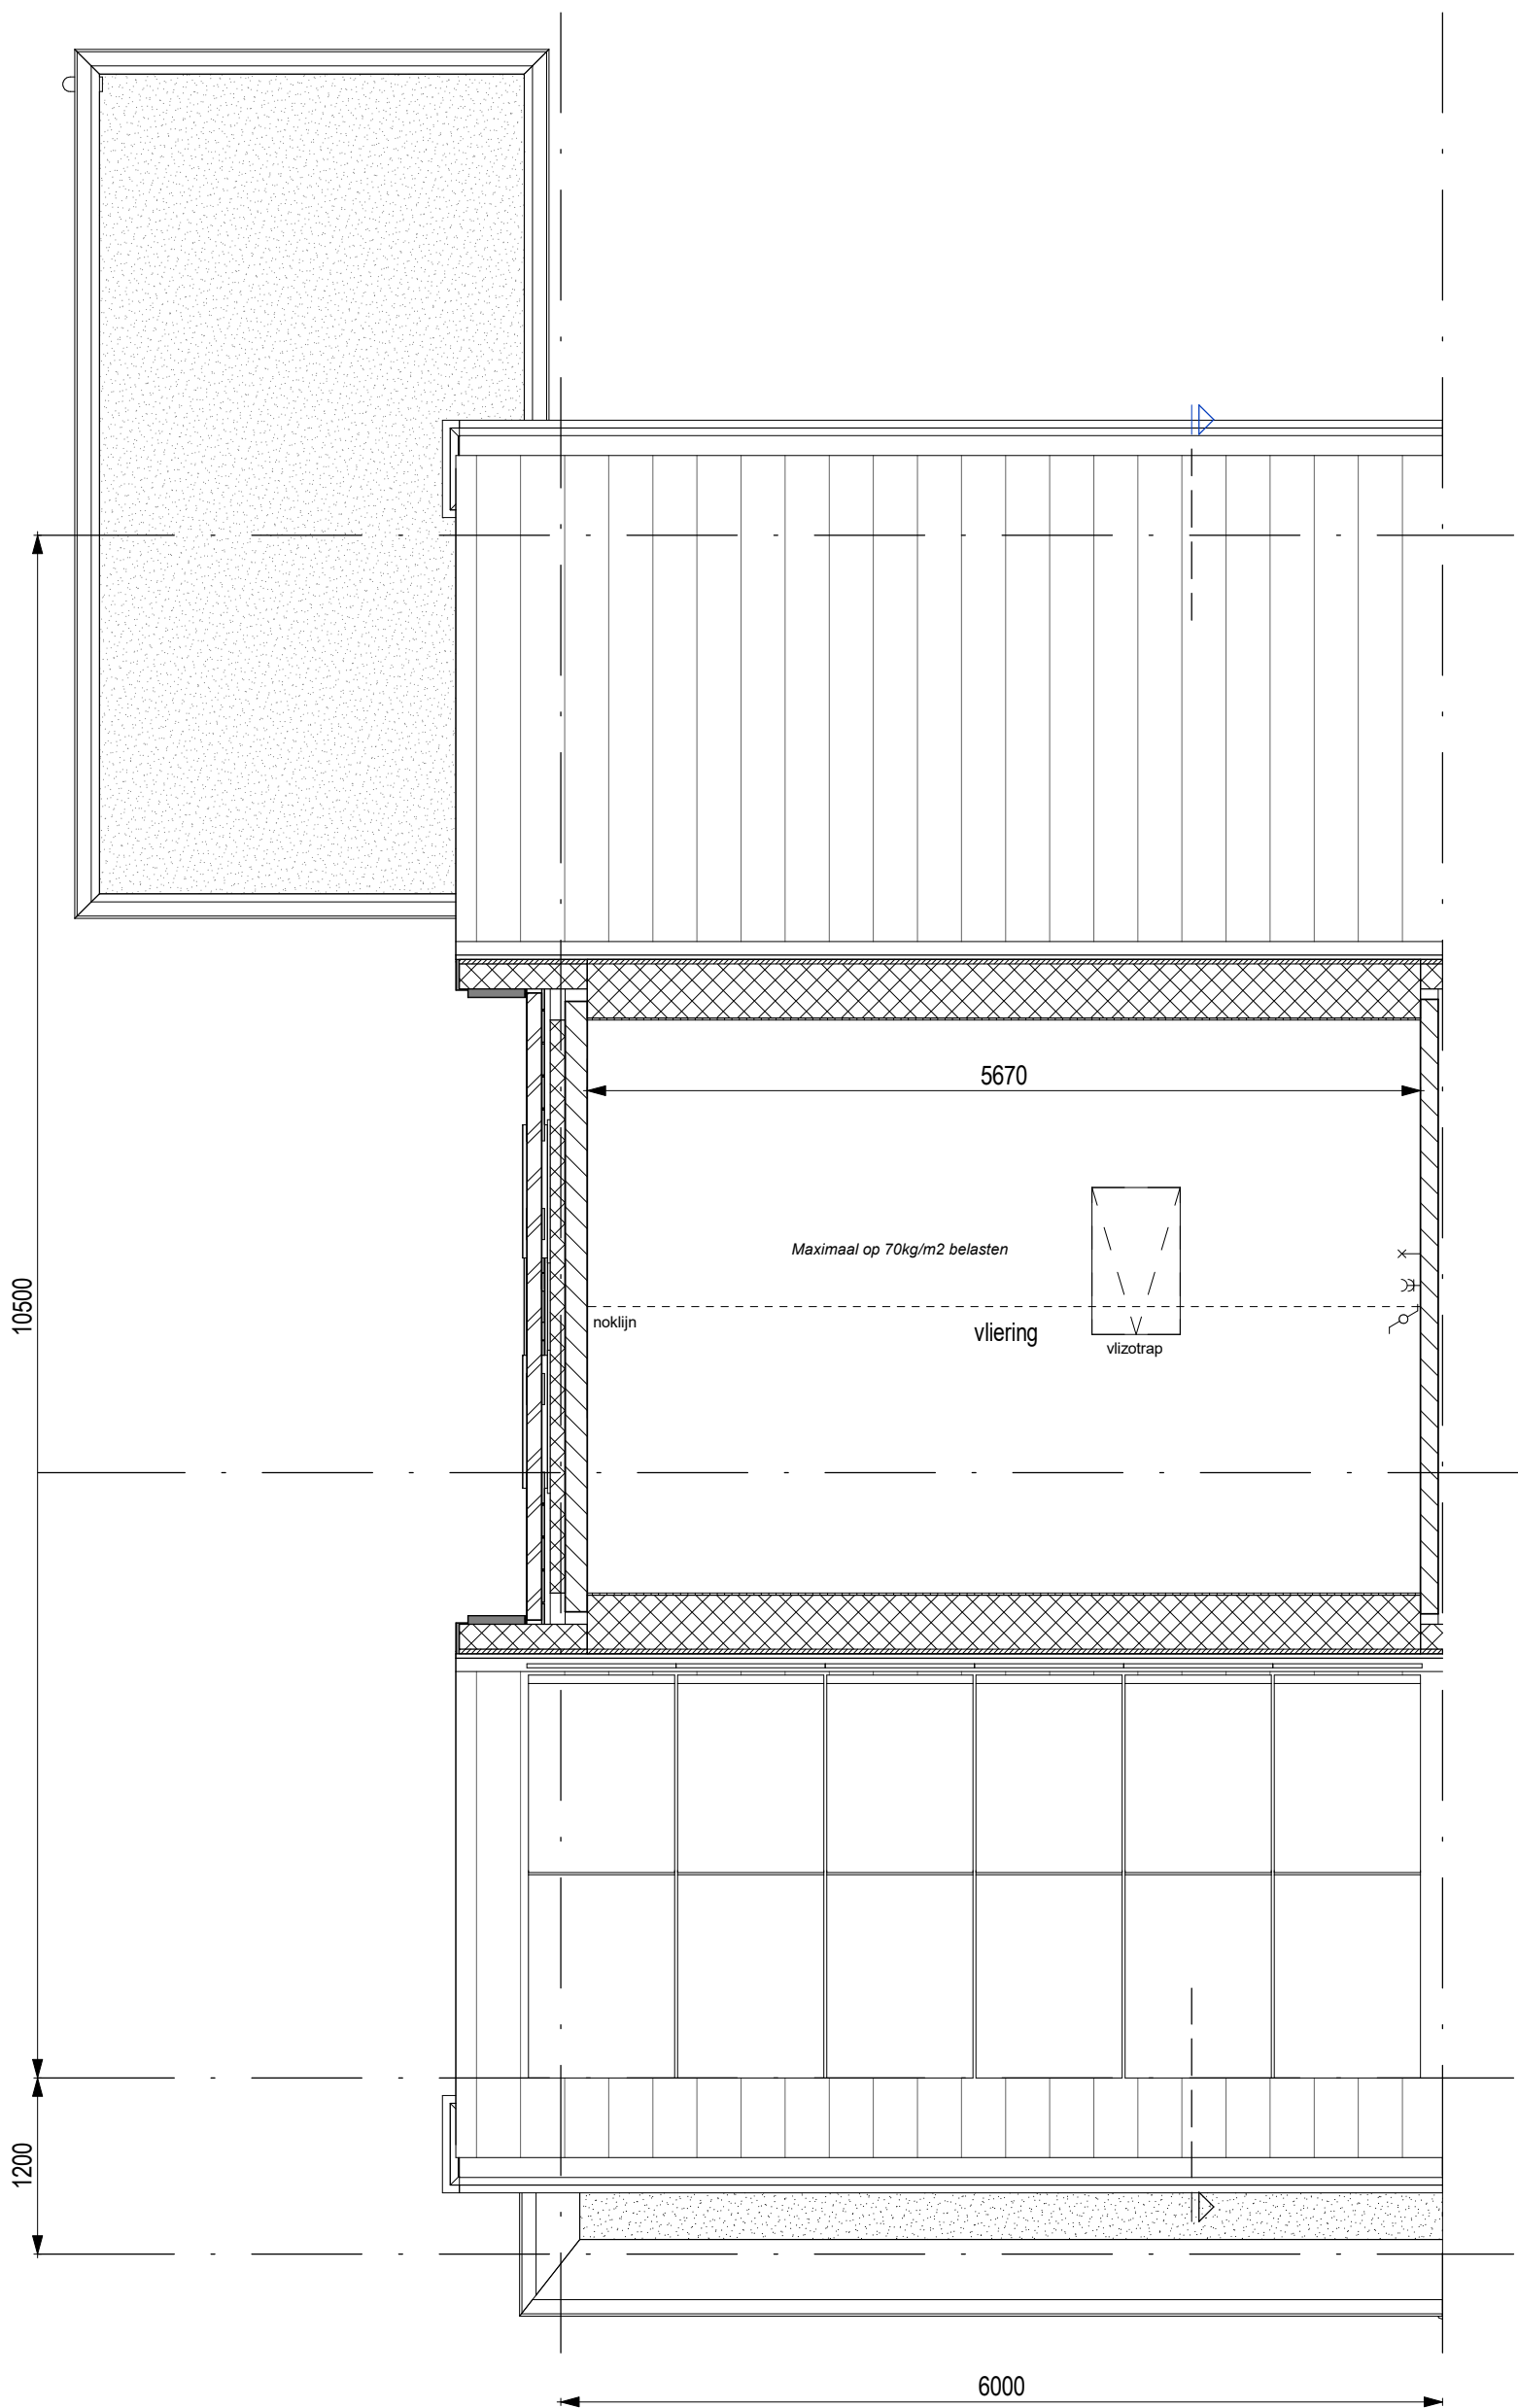 5670
Maximaal op 70kg/m2 belasten
noklijn
vliering
vlizotrap
10500
1200
6000